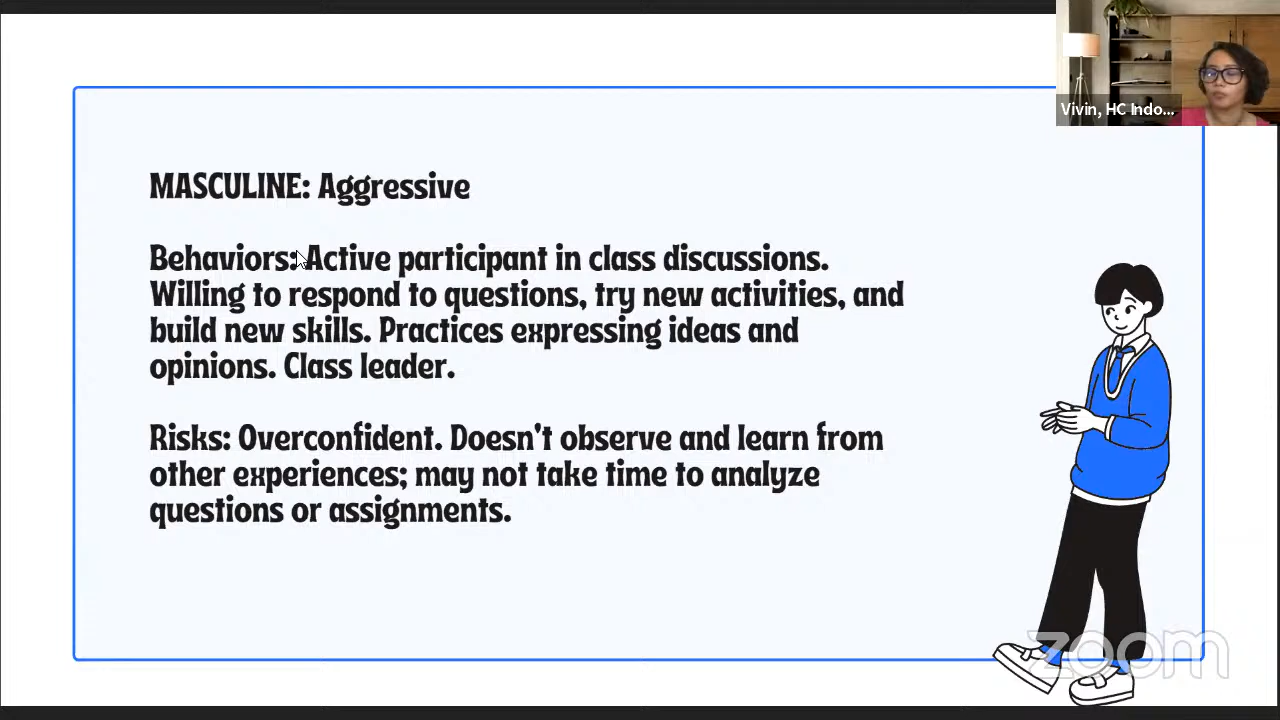 Vivin, HC Indo...
MASCULINE: Aggressive
Behaviors: Active participant in class discussions.
Willing to respond to questions, try new activities, and
build new skills. Practices expressing ideas and
opinions. Class leader.
Risks: Overconfident. Doesn't observe and learn from
other experiences; may not take time to analyze
questions or assignments.
zoom